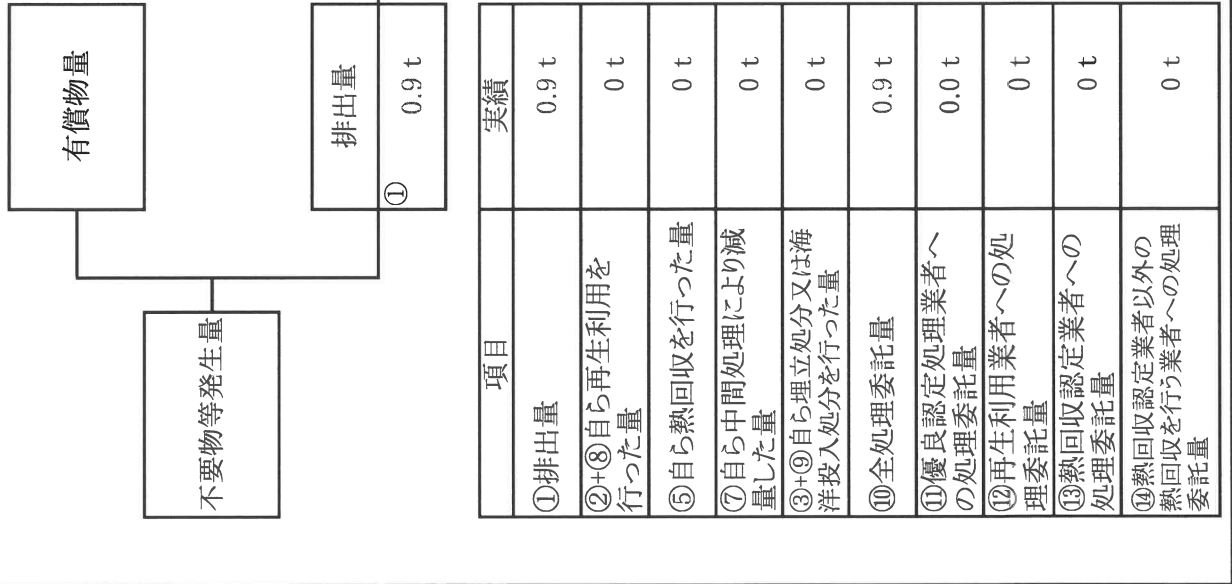 有償物量
不要物等発生量
排出量
①
0.9 t
項目
実績
①排出量
0.9 t
②+⑧自ら再生利用を
行った量
0 t
⑤自ら熱回収を行った量
0 t
⑦自ら中間処理により減
量した量
0 t
③+⑨自ら埋立処分又は海
洋投入処分を行った量
0 t
⑩全処理委託量
0.9 t
⑪優良認定処理業者へ
の処理委託量
0.0 t
⑫再生利用業者への処
理委託量
0 t
⑬熱回収認定業者への
処理委託量
0 t
⑭熱回収認定業者以外の
熱回収を行う業者への処理
委託量
0 t